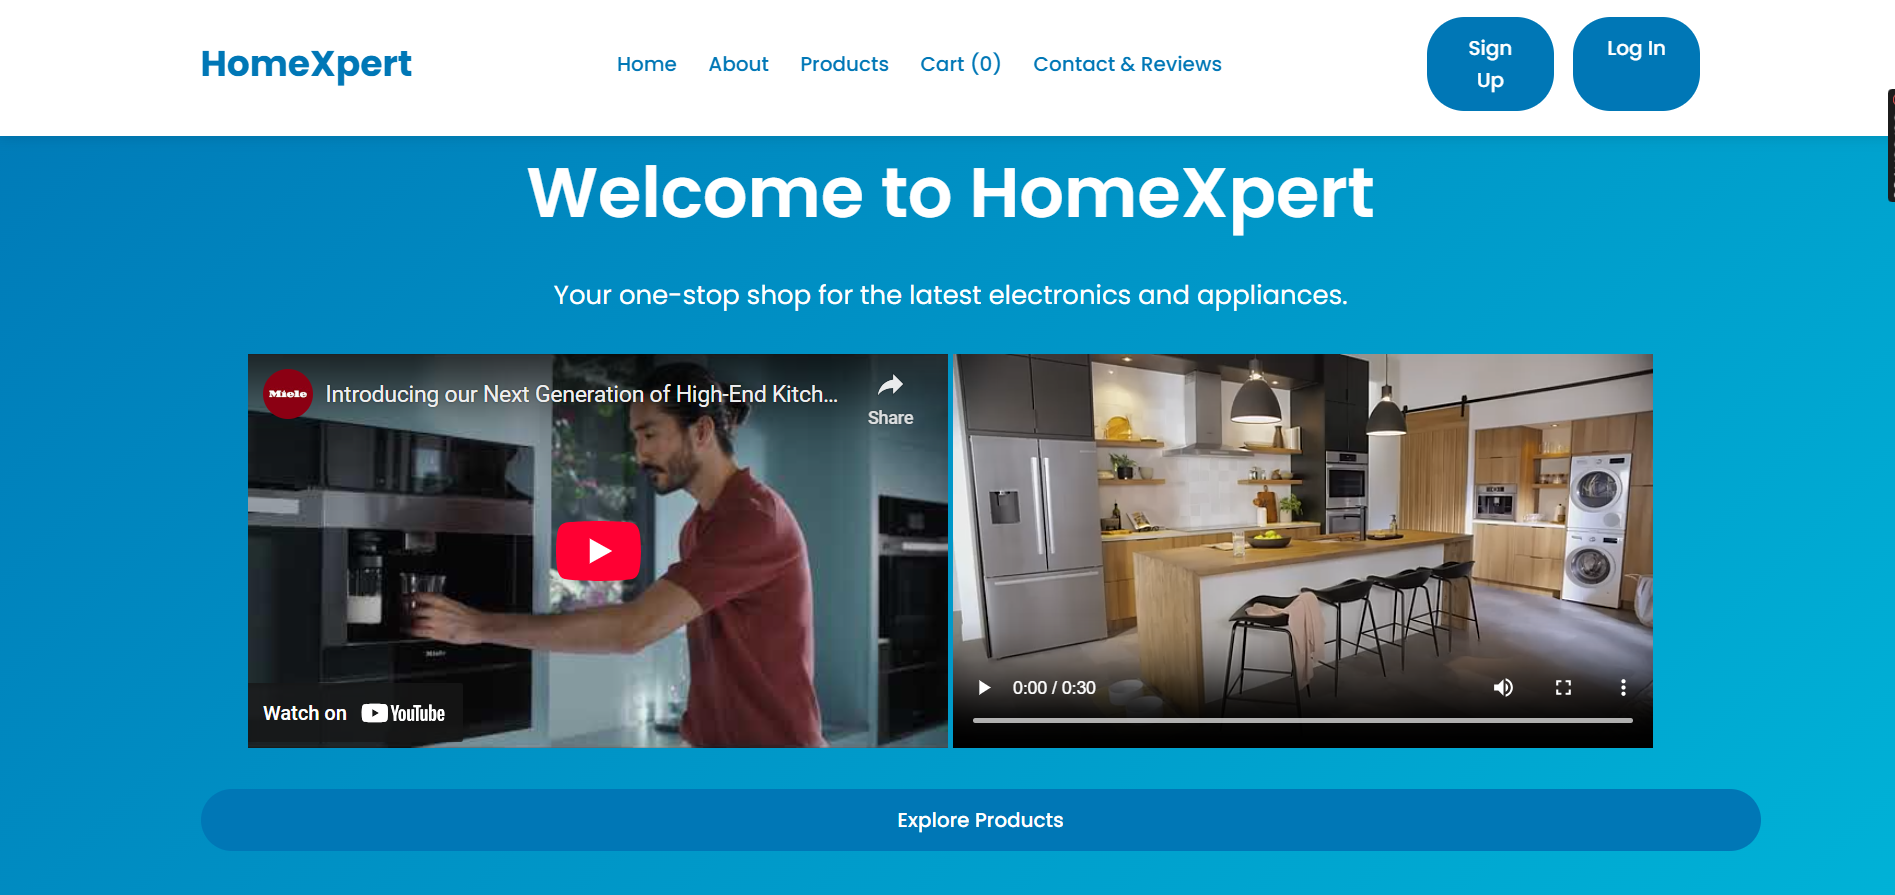 HomeXpert
Home
About
Products
Cart (0)
Contact & Reviews
Sign
Up
Log In
Welcome to HomeXpert
Your one-stop shop for the latest electronics and appliances.
Miele
Introducing our Next Generation of High-End Kitch...
Share
Miele
Watch on YouTube
0:00 / 0:30
Explore Products